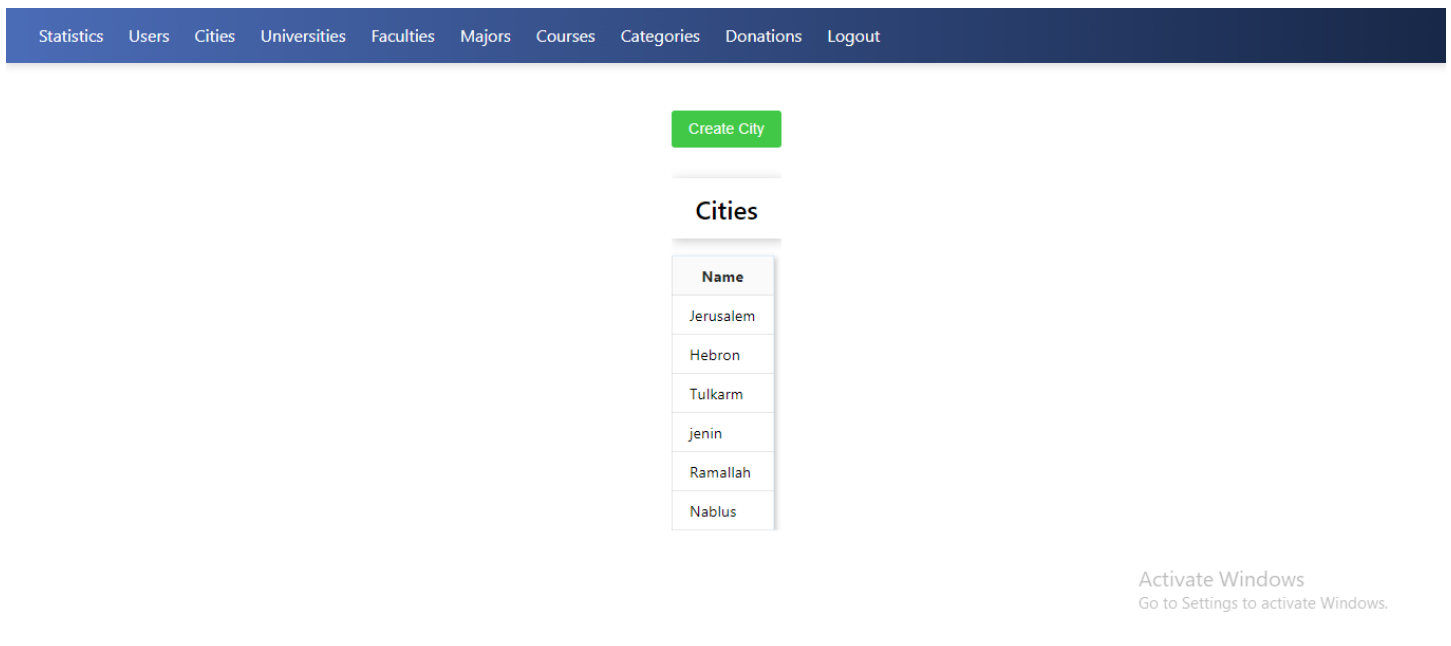 Statistics Users Cities Universities Faculties Majors Courses Categories Donations Logout
Create City
Cities
Name
Jerusalem
Hebron
Tulkarm
jenin
Ramallah
Nablus
Activate Windows
Go to Settings to activate Windows.